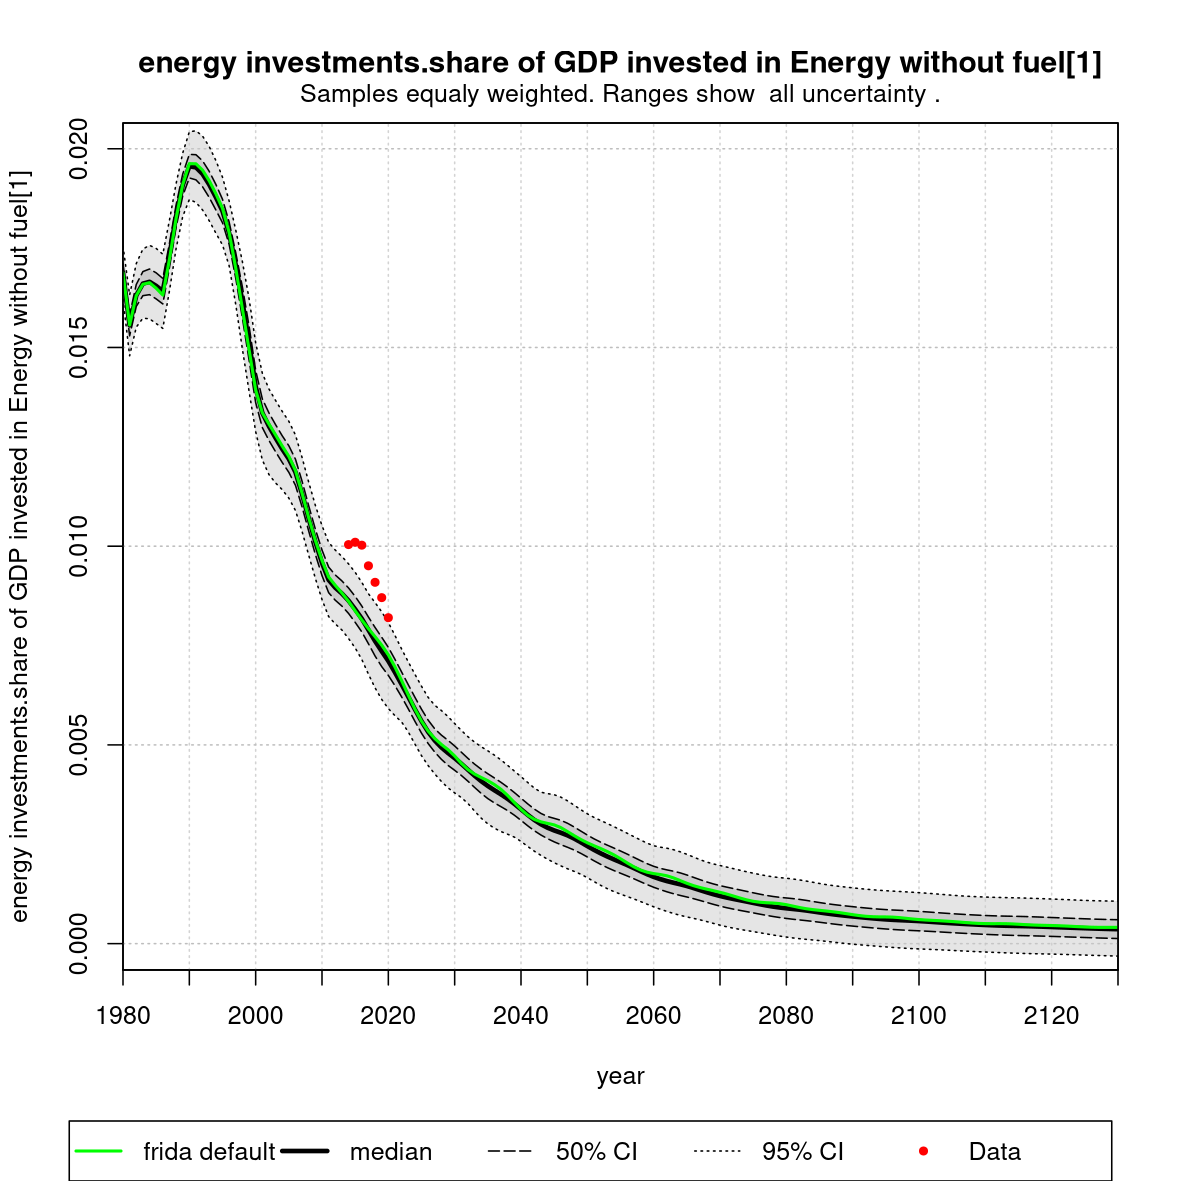 energy investments.share of GDP invested in Energy without fuel[1]
Samples equaly weighted. Ranges show  all uncertainty .
energy investments.share of GDP invested in Energy without fuel[1]
0.020
0.015
0.010
0.005
0.000
1980 2000 2020 2040 2060 2080 2100 2120
year
frida default median 50% CI 95% CI Data